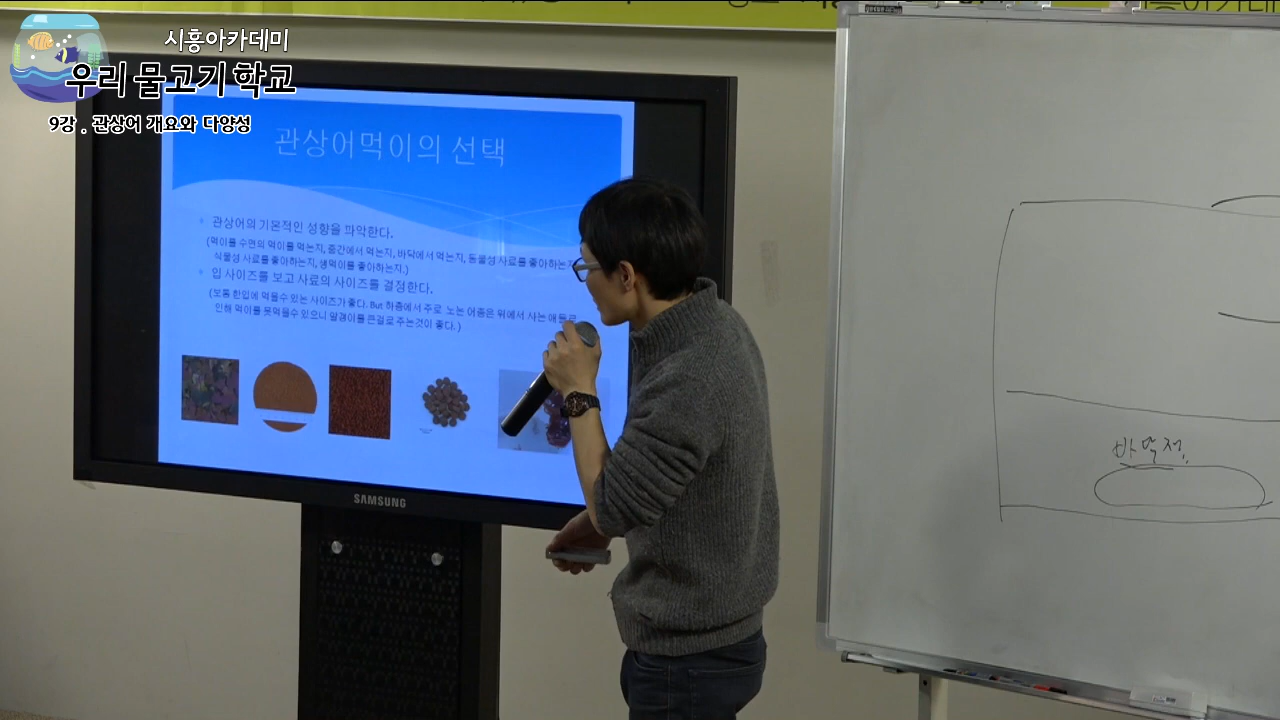 시흥아카데미
우리 물고기 학교
9강 . 관상어 개요와 다양성
관상어먹이의 선택
관상어의 기본적인 성향을 파악한다.
(먹이를 수면의 먹이를 먹는지, 중간에서 먹는지, 바닥에서 먹는지, 동물성 사료를 좋아하는지
식물성 사료를 좋아하는지, 생먹이를 좋아하는지.)
입 사이즈를 보고 사료의 사이즈를 결정한다.
(보통 한입에 먹을수 있는 사이즈가 좋다. But 하층에서 주로 노는 어종은 위에서 사는 애들로
인해 먹이를 못먹을수 있으니 알갱이를 큰걸로 주는것이 좋다. )
SAMSUNG